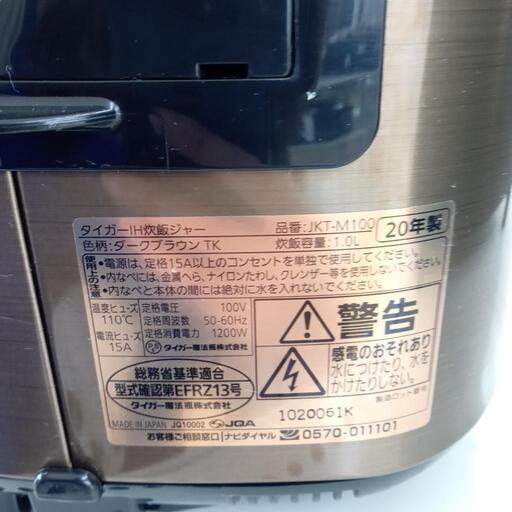 タイガーIH炊飯ジャー 品番:JKT-M100 20年製
色柄:ダークブラウン TK 炊飯容量:1.0L
使用上の注意
●電源は、定格15A以上のコンセントを単独で使用してください。
●内なべには、金属へら、ナイロンたわし、クレンザー等を使用しないでください。
●内なべと本体の間には絶対に水を入れないでください。
温度ヒューズ 110℃
電流ヒューズ 15A
定格電圧 100V
定格周波数 50-60Hz
定格消費電力 1200W
PSE タイガー魔法瓶株式会社
総務省基準適合
型式確認第EFRZ13号
タイガー魔法瓶株式会社
警告
感電のおそれあり
水につけたり、水を
かけたりしない。
製造ロット番号
1020061K
MADE IN JAPAN JQ10002 JQA
お客様ご相談窓口 ナビダイヤル 0570-011101